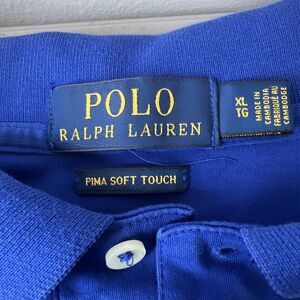 POLO
RALPH LAUREN
XL
TG
MADE IN
CAMBODIA
FABRIQUÉ AU
CAMBODGE
PIMA SOFT TOUCH